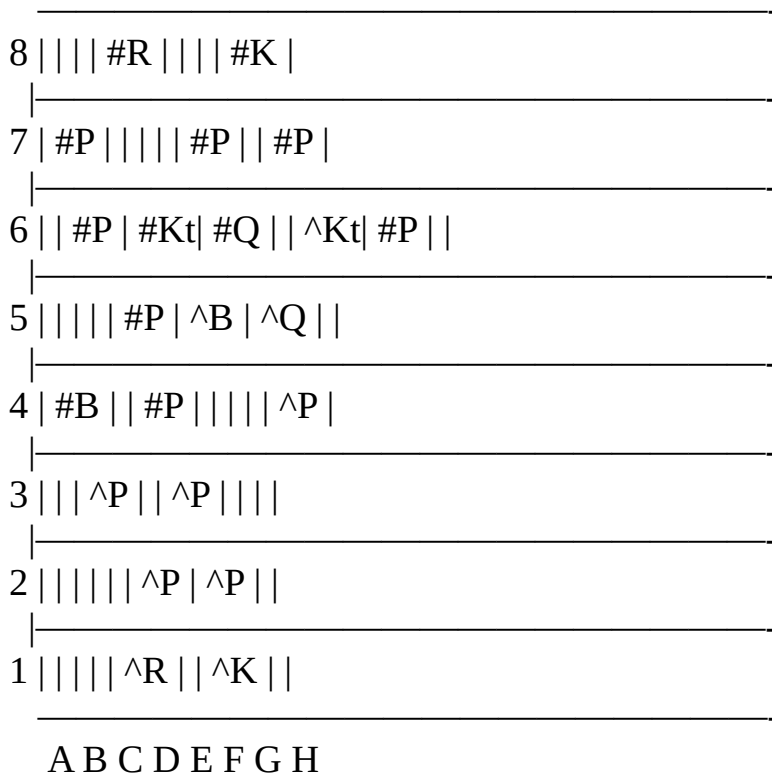 8 | | | | #R | | | | #K |
7 | #P | | | | | #P | | #P |
6 | | #P | #Kt| #Q | | ^Kt| #P | |
5 | | | | | #P | ^B | ^Q | |
4 | #B | | #P | | | | | ^P |
3 | | | ^P | | ^P | | | |
2 | | | | | | ^P | ^P | |
1 | | | | | ^R | | ^K | |
A B C D E F G H